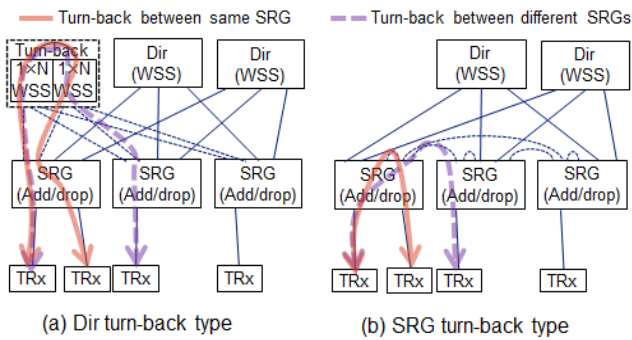 Turn-back between same SRG
Turn-back between different SRGs
Turn-back
1×N 1×N
WSS WSS
Dir
(WSS)
Dir
(WSS)
SRG
(Add/drop)
SRG
(Add/drop)
SRG
(Add/drop)
TRx
TRx
TRx
TRx
(a) Dir turn-back type
Dir
(WSS)
Dir
(WSS)
SRG
(Add/drop)
SRG
(Add/drop)
SRG
(Add/drop)
TRx
TRx
TRx
TRx
(b) SRG turn-back type